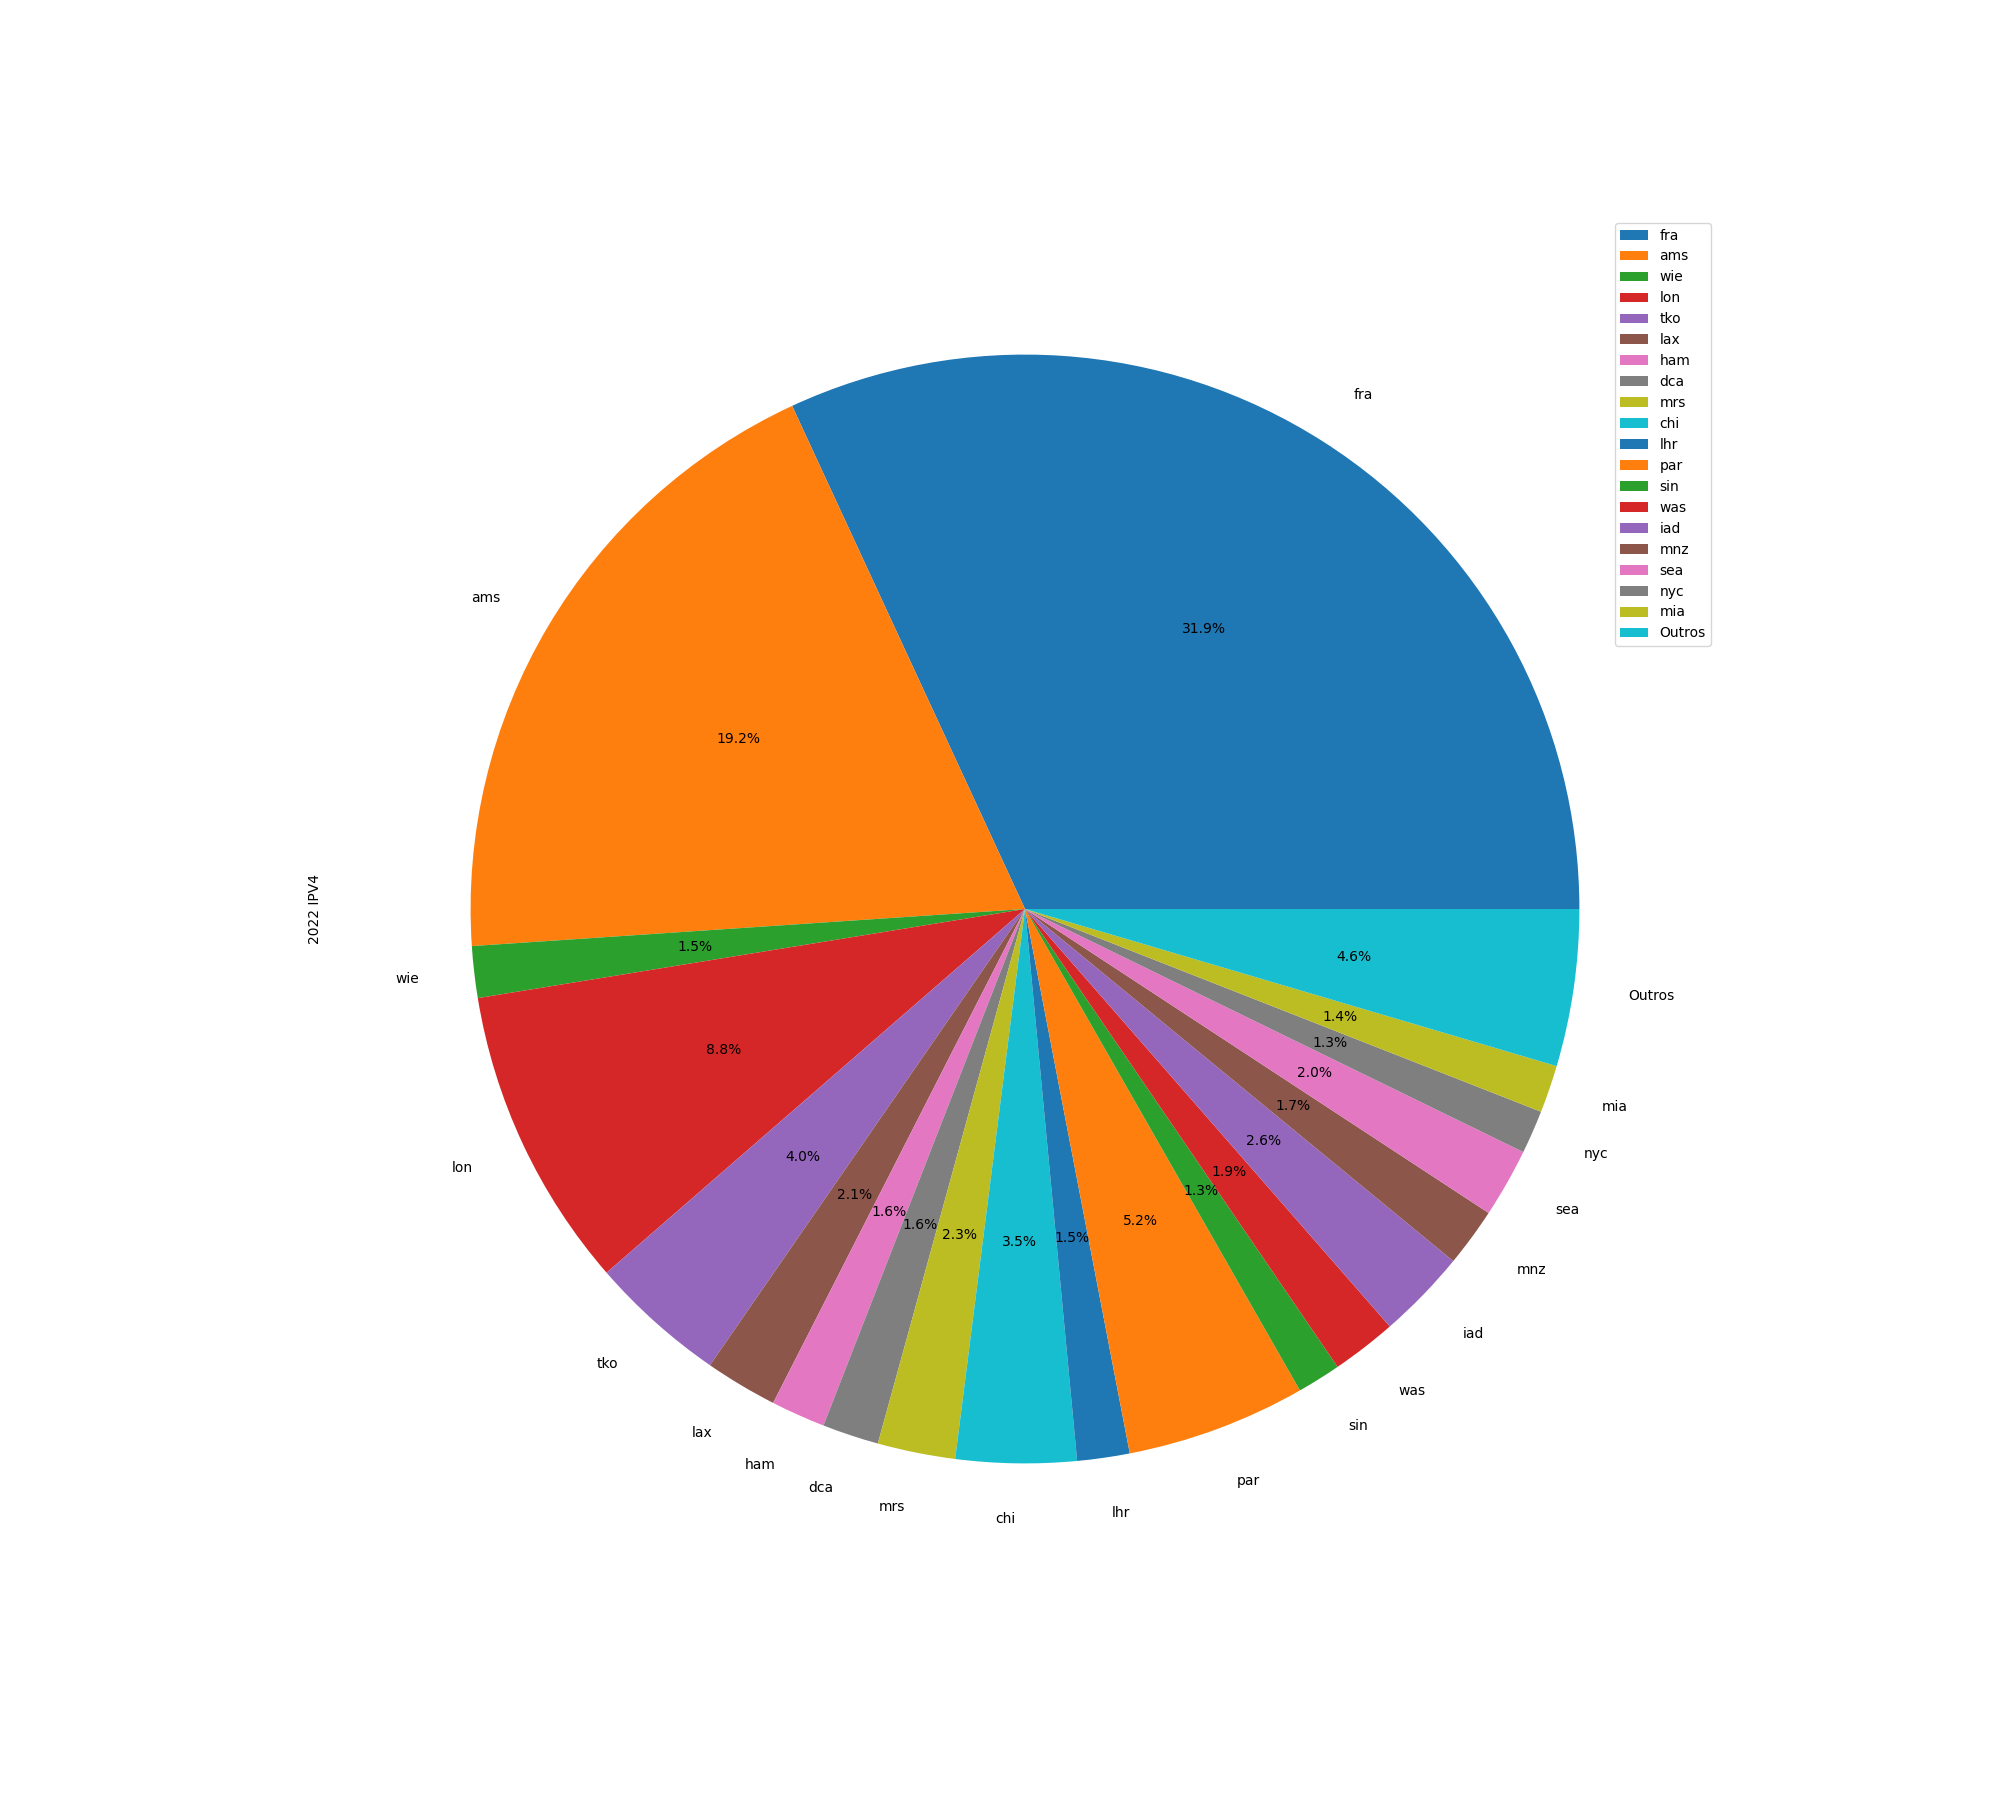 fra
ams
wie
lon
tko
lax
ham
dca
mrs
chi
lhr
par
sin
was
iad
mnz
sea
nyc
mia
Outros
fra
31.9%
ams
19.2%
2022 IPV4
wie
1.5%
lon
8.8%
tko
4.0%
lax
2.1%
ham
1.6%
dca
1.6%
mrs
2.3%
chi
3.5%
lhr
1.5%
par
5.2%
sin
1.3%
was
1.9%
iad
2.6%
mnz
1.7%
sea
2.0%
nyc
1.3%
mia
1.4%
Outros
4.6%